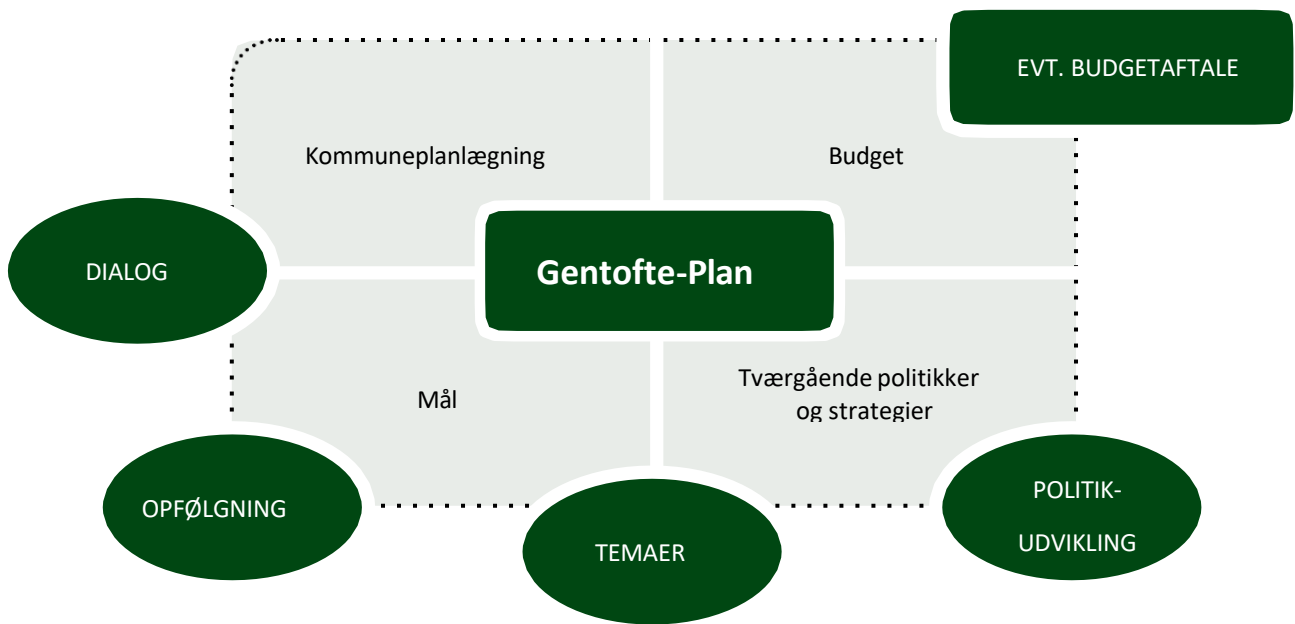 EVT. BUDGETAFTALE
Kommuneplanlægning
Budget
DIALOG
Gentofte-Plan
Mål
Tværgående politikker
og strategier
OPFØLGNING
TEMAER
POLITIK-
UDVIKLING